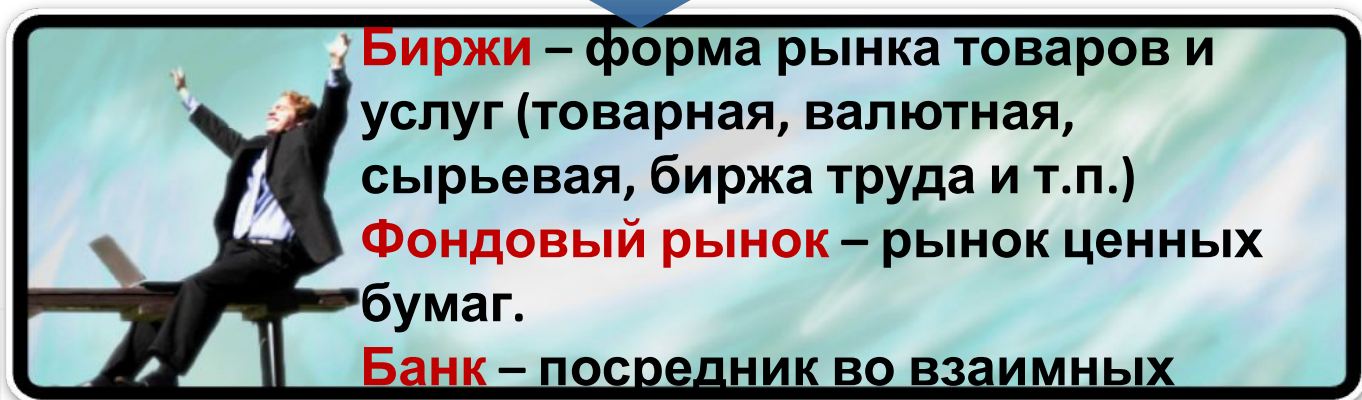 Биржи – форма рынка товаров и
услуг (товарная, валютная,
сырьевая, биржа труда и т.п.)
Фондовый рынок – рынок ценных
бумаг.
Банк – посредник во взаимных